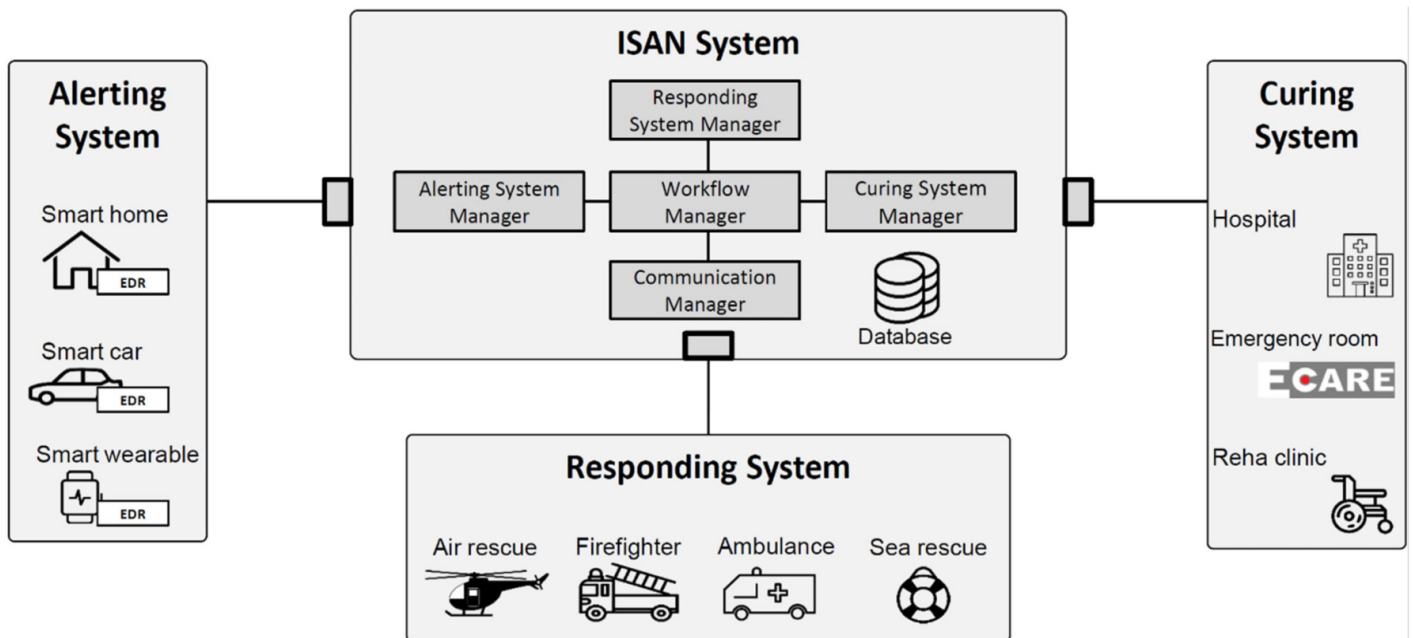 Alerting
System
Smart home
EDR
Smart car
EDR
Smart wearable
EDR
ISAN System
Responding
System Manager
Alerting System
Manager
Workflow
Manager
Curing System
Manager
Communication
Manager
Database
Responding System
Air rescue
Firefighter
Ambulance
Sea rescue
Curing
System
Hospital
Emergency room
ECARE
Reha clinic